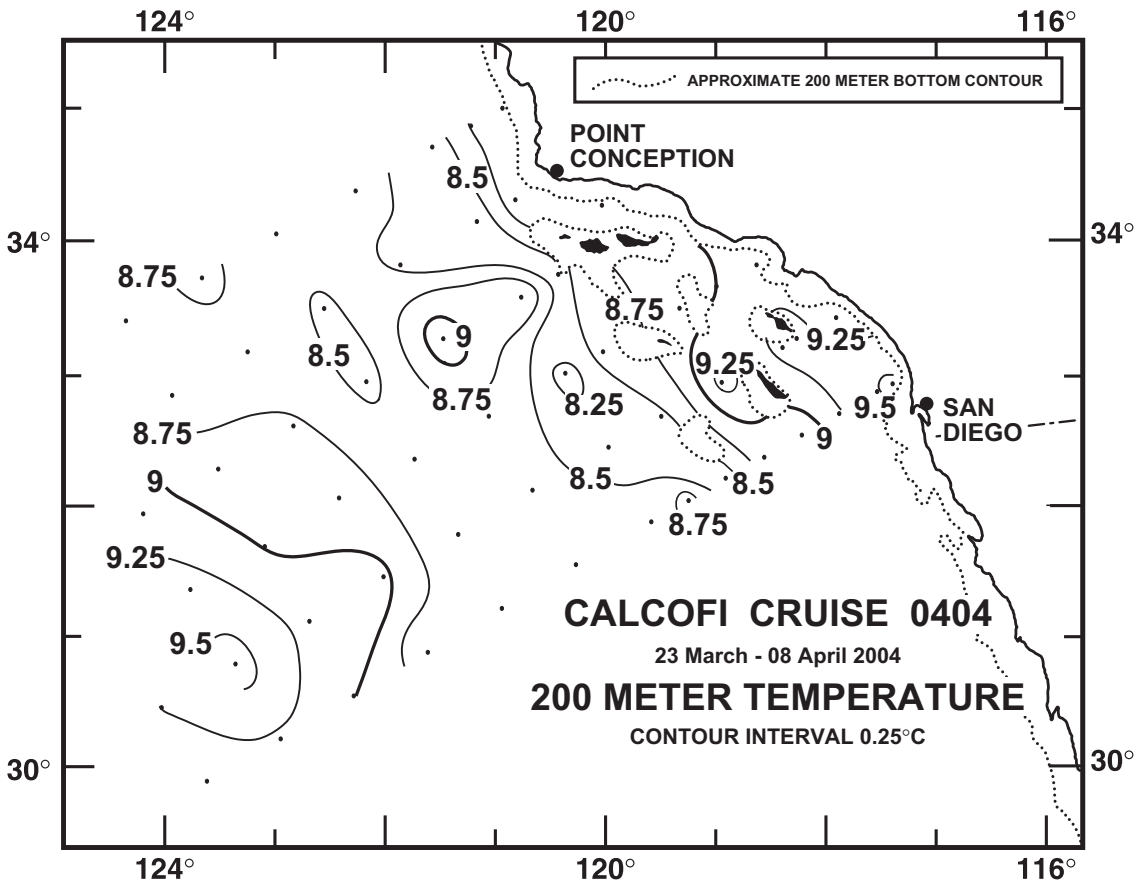 124° 120° 116°
APPROXIMATE 200 METER BOTTOM CONTOUR
POINT
CONCEPTION
8.5
34° 34°
8.75
8.75
9
9.25
8.5
9.25
8.75
8.25
9.5
SAN
DIEGO
8.75
9
9
8.5
8.5
8.75
9.25
CALCOFI CRUISE 0404
9.5
23 March - 08 April 2004
200 METER TEMPERATURE
CONTOUR INTERVAL 0.25°C
30° 30°
124° 120° 116°